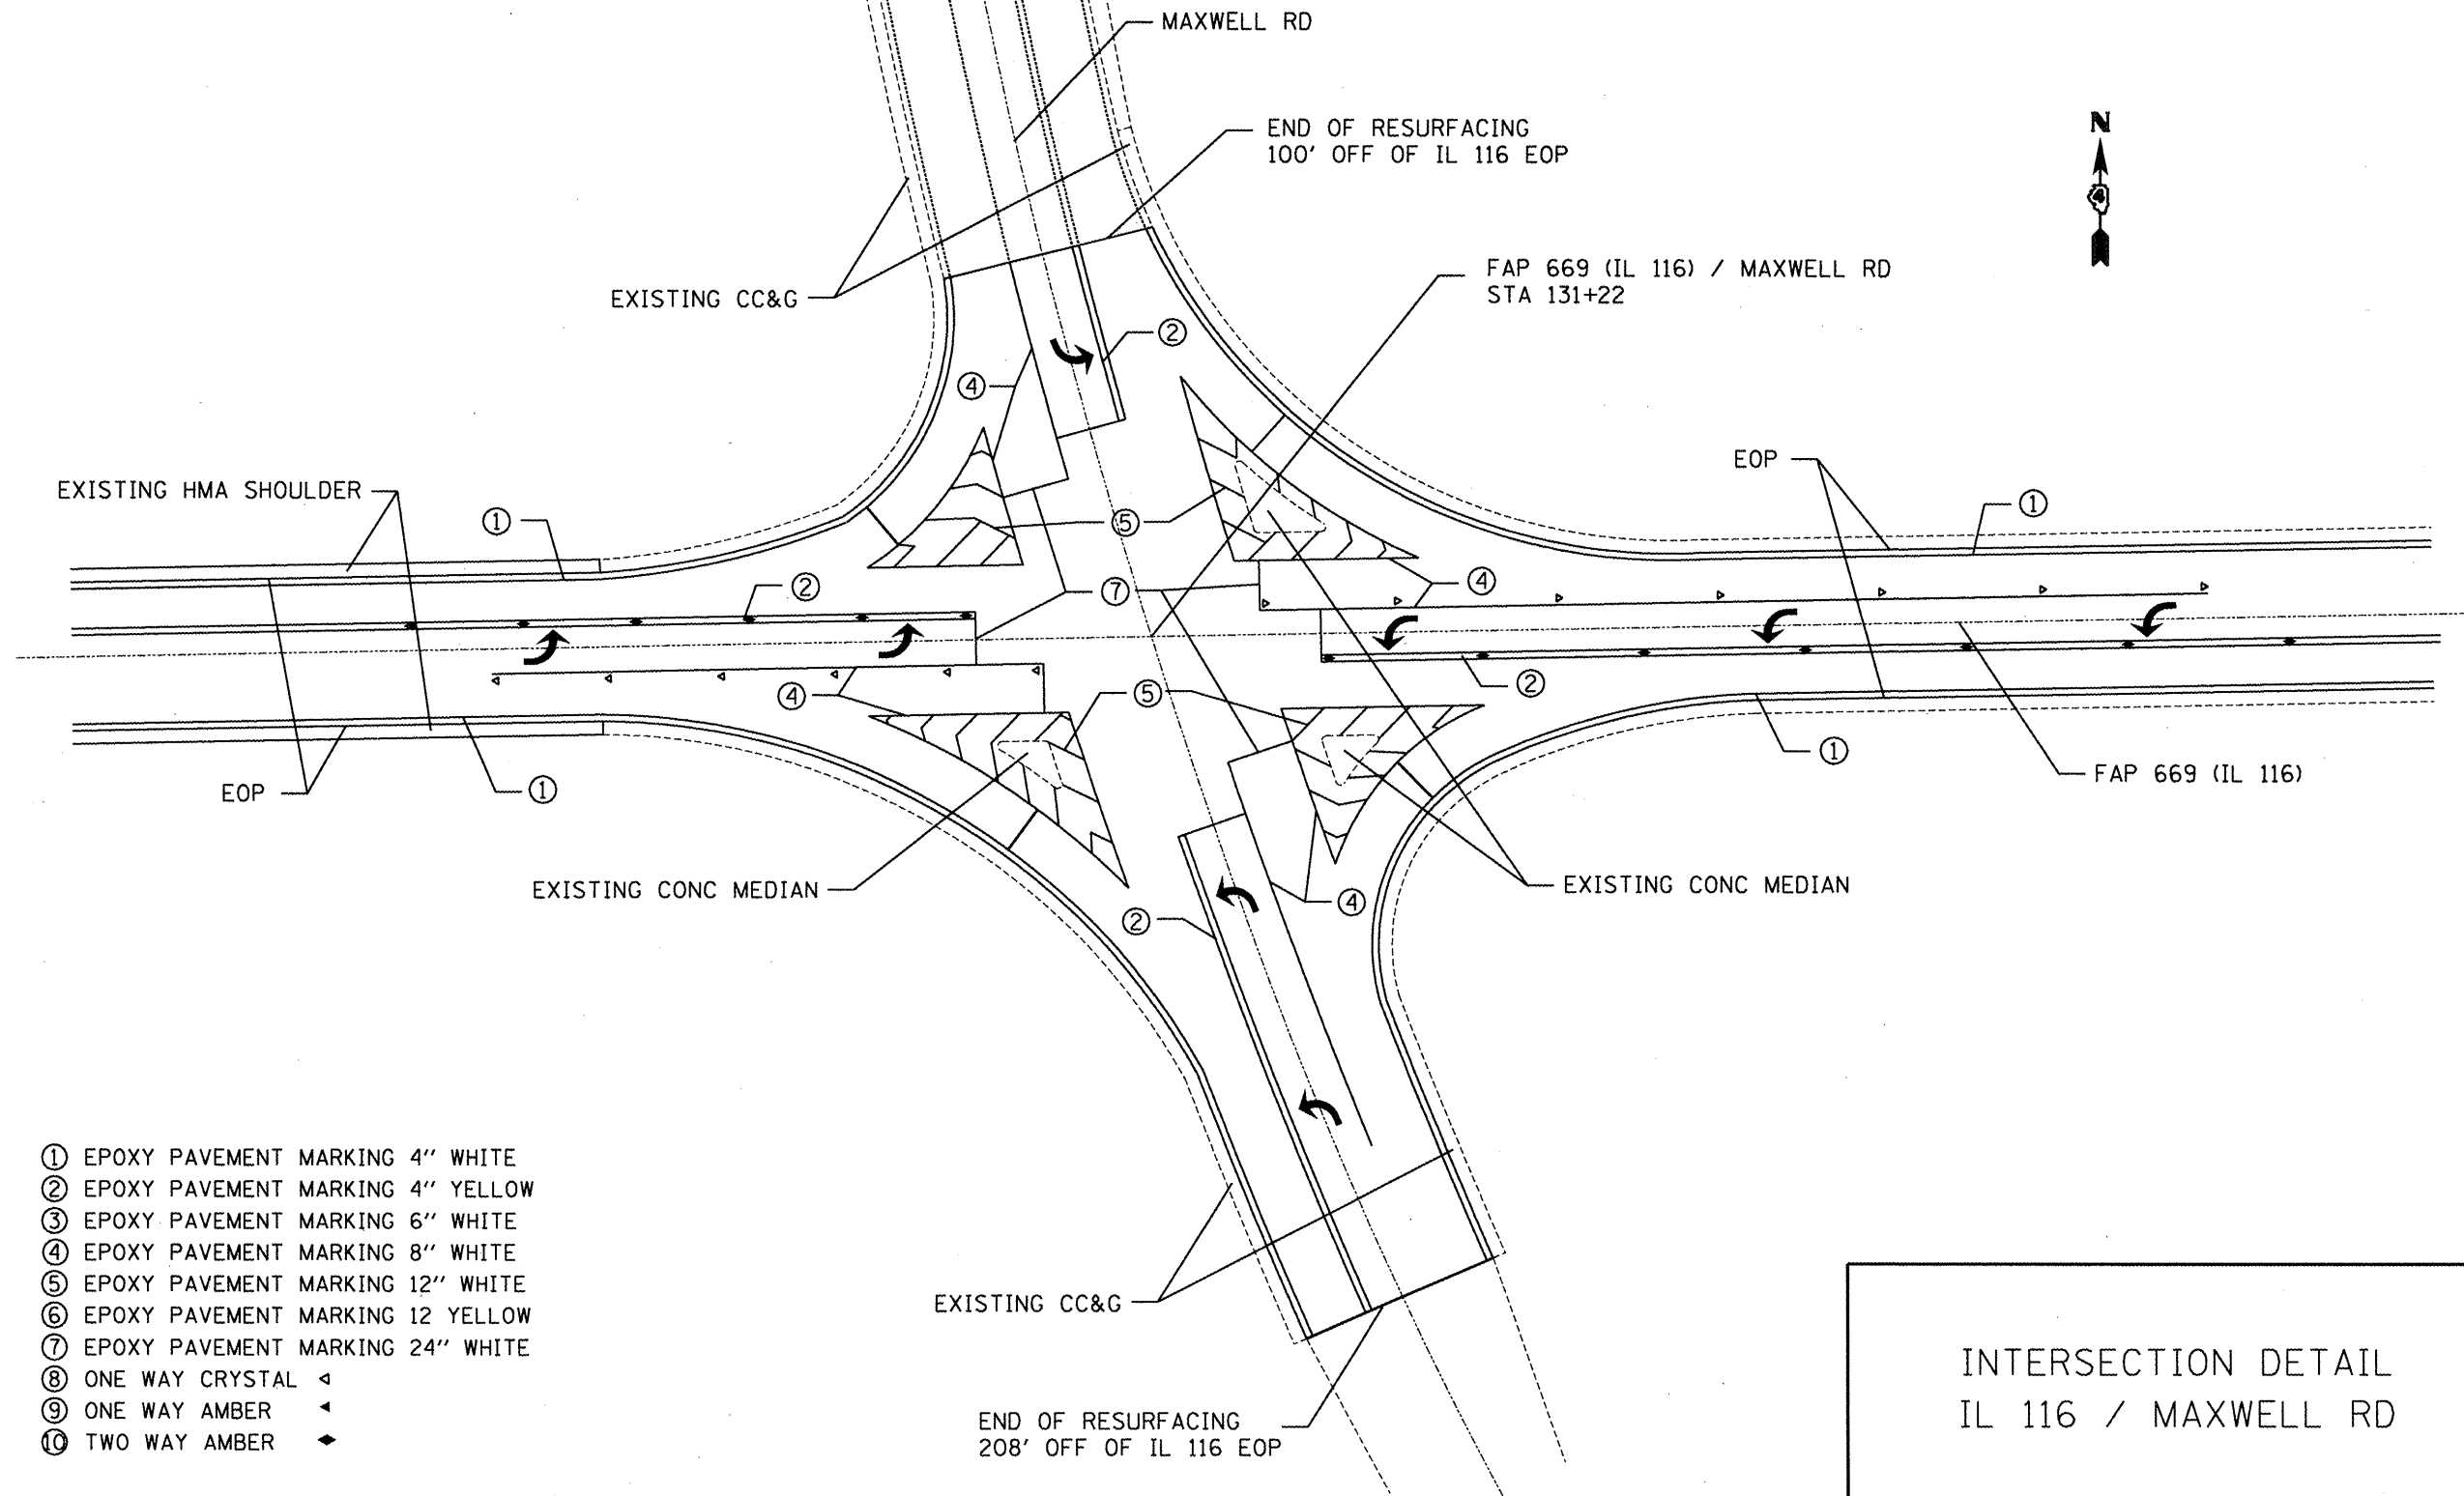 MAXWELL RD
N
4
END OF RESURFACING
100' OFF OF IL 116 EOP
EXISTING CC&G
FAP 669 (IL 116) / MAXWELL RD
STA 131+22
2
4
EXISTING HMA SHOULDER
1
EOP
1
5
2
7
4
4
5
2
EOP
1
1
FAP 669 (IL 116)
EXISTING CONC MEDIAN
2
4
EXISTING CONC MEDIAN
1 EPOXY PAVEMENT MARKING 4" WHITE
2 EPOXY PAVEMENT MARKING 4" YELLOW
3 EPOXY PAVEMENT MARKING 6" WHITE
4 EPOXY PAVEMENT MARKING 8" WHITE
5 EPOXY PAVEMENT MARKING 12" WHITE
6 EPOXY PAVEMENT MARKING 12 YELLOW
7 EPOXY PAVEMENT MARKING 24" WHITE
8 ONE WAY CRYSTAL
9 ONE WAY AMBER
10 TWO WAY AMBER
EXISTING CC&G
END OF RESURFACING
208' OFF OF IL 116 EOP
INTERSECTION DETAIL
IL 116 / MAXWELL RD